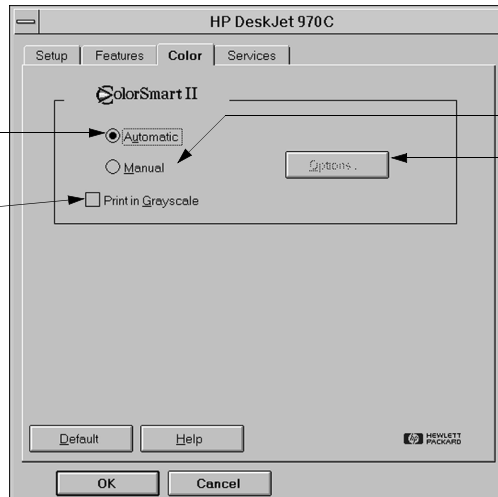 HP DeskJet 970C
Setup Features Color Services
ColorSmart II
Automatic
Manual
Options .
Print in Grayscale
Default Help
hp HEWLETT
PACKARD
OK Cancel